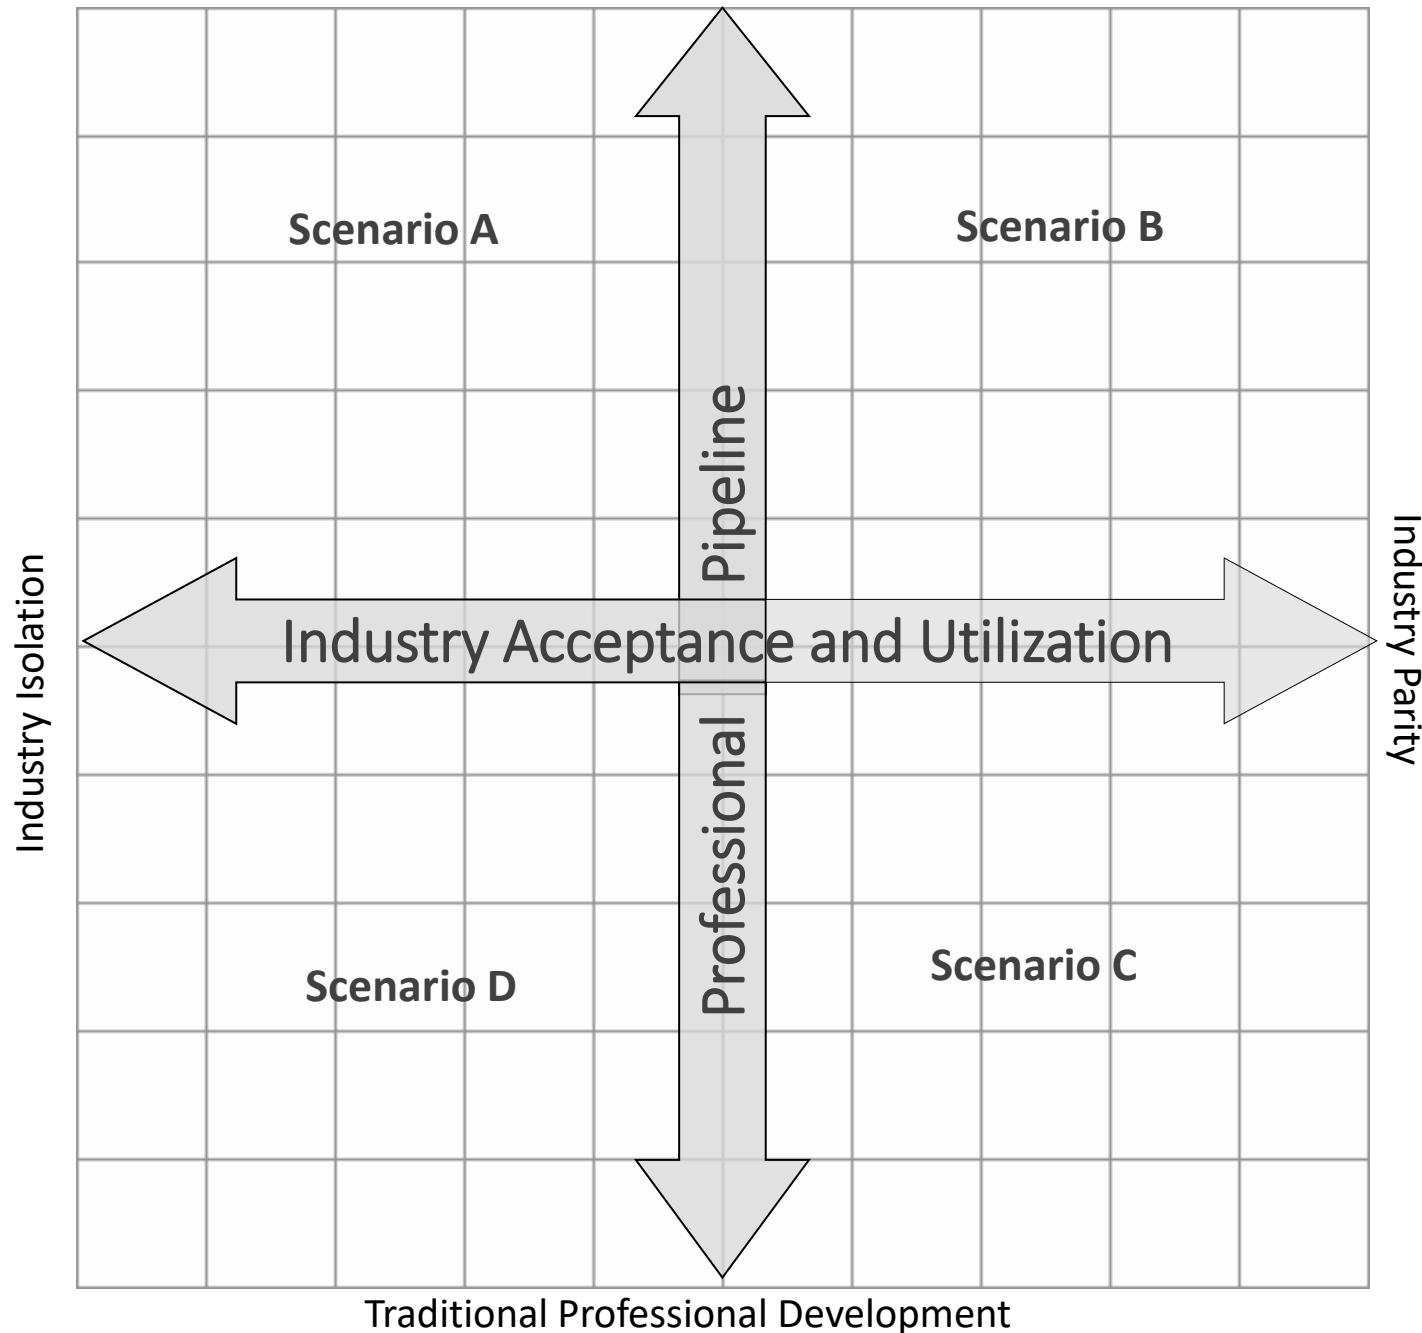 Scenario A
Scenario B
Pipeline
Industry Isolation
Industry Acceptance and Utilization
Industry Parity
Professional
Scenario D
Scenario C
Traditional Professional Development